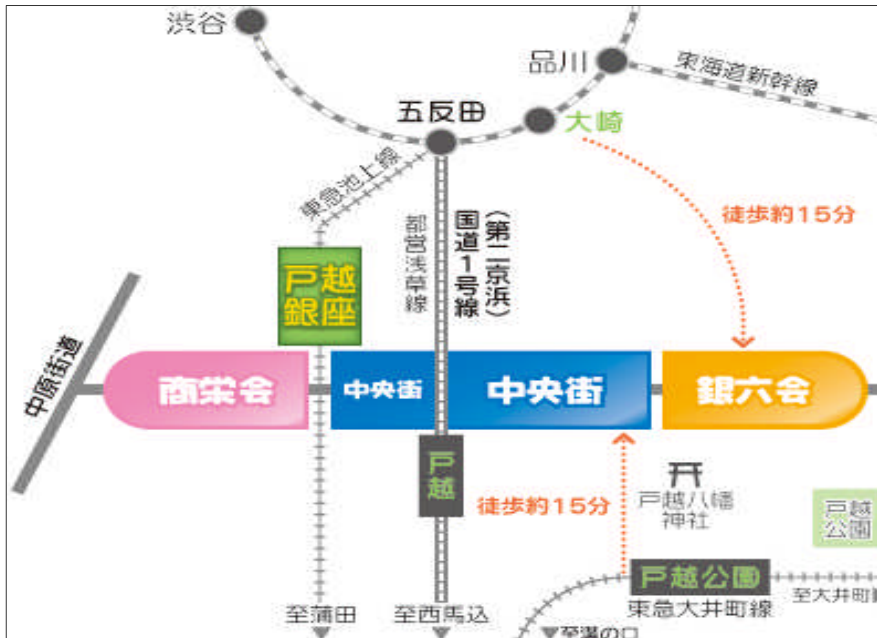 渋谷
品川
東海道新幹線
五反田
大崎
東急池上線
徒歩約15分
都営浅草線
国道1号線
（第二京浜）
戸越
銀座
中原街道
商栄会
中央街
中央街
銀六会
戸越
徒歩約15分
戸越八幡
神社
戸越
公園
戸越公園
東急大井町線
至大井町
至蒲田
至西馬込
至溝の口